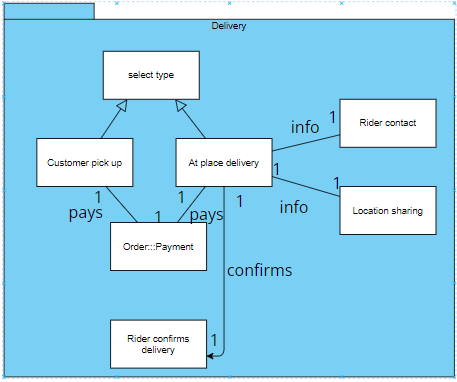 Delivery
select type
Customer pick up
At place delivery
info
1
Rider contact
1
1
info
Location sharing
1
pays
1
1
pays
1
Order:::Payment
confirms
Rider confirms
delivery
1